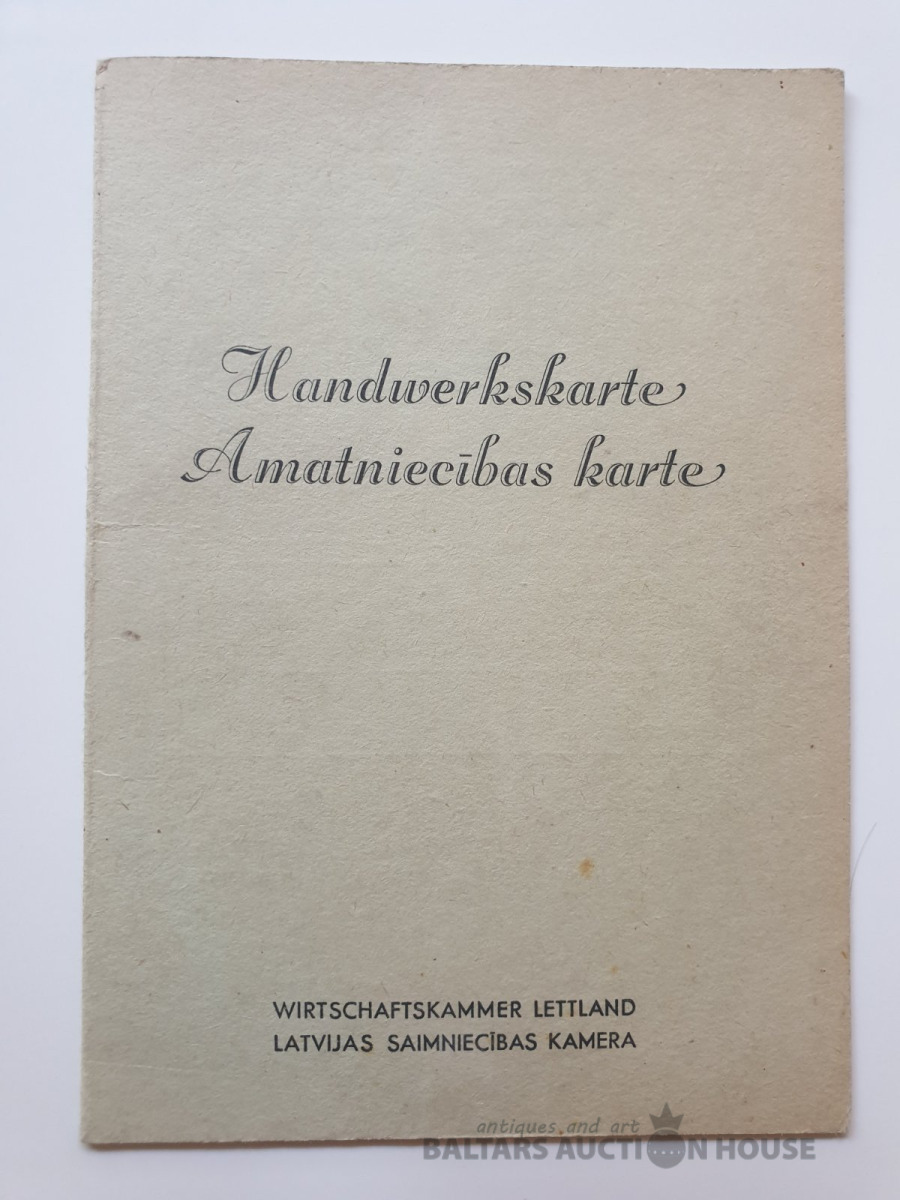 Handwerkskarte
Amatniecības karte
WIRTSCHAFTSKAMMER LETTLAND
LATVIJAS SAIMNIECĪBAS KAMERA
antiques and art
BALTARS AUCTION HOUSE